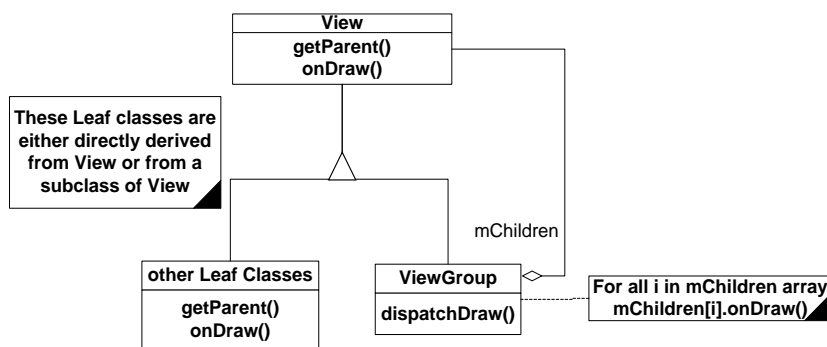 View
getParent()
onDraw()
These Leaf classes are
either directly derived
from View or from a
subclass of View
mChildren
other Leaf Classes
getParent()
onDraw()
ViewGroup
dispatchDraw()
For all i in mChildren array
mChildren[i].onDraw()